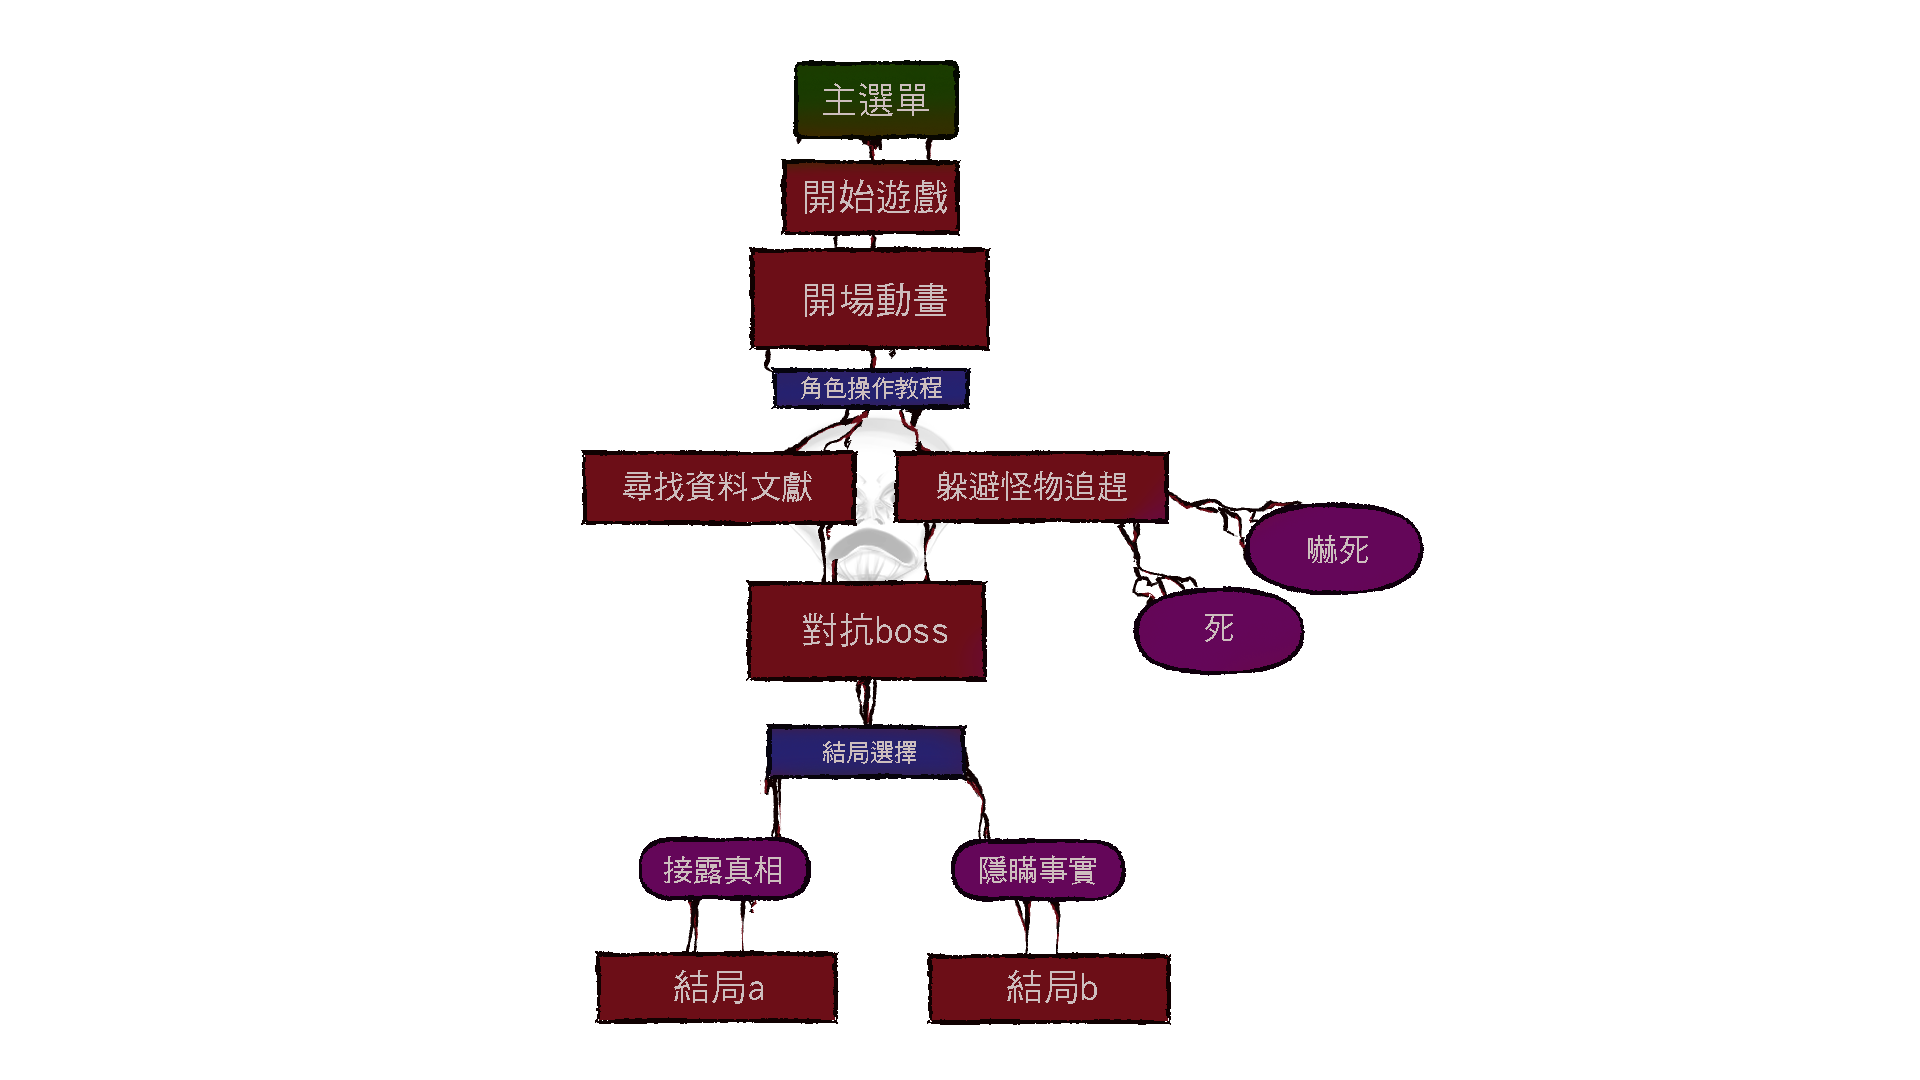 主選單
開始遊戲
開場動畫
角色操作教程
尋找資料文獻
躲避怪物追趕
嚇死
死
對抗boss
結局選擇
接露真相
隱瞞事實
結局a
結局b